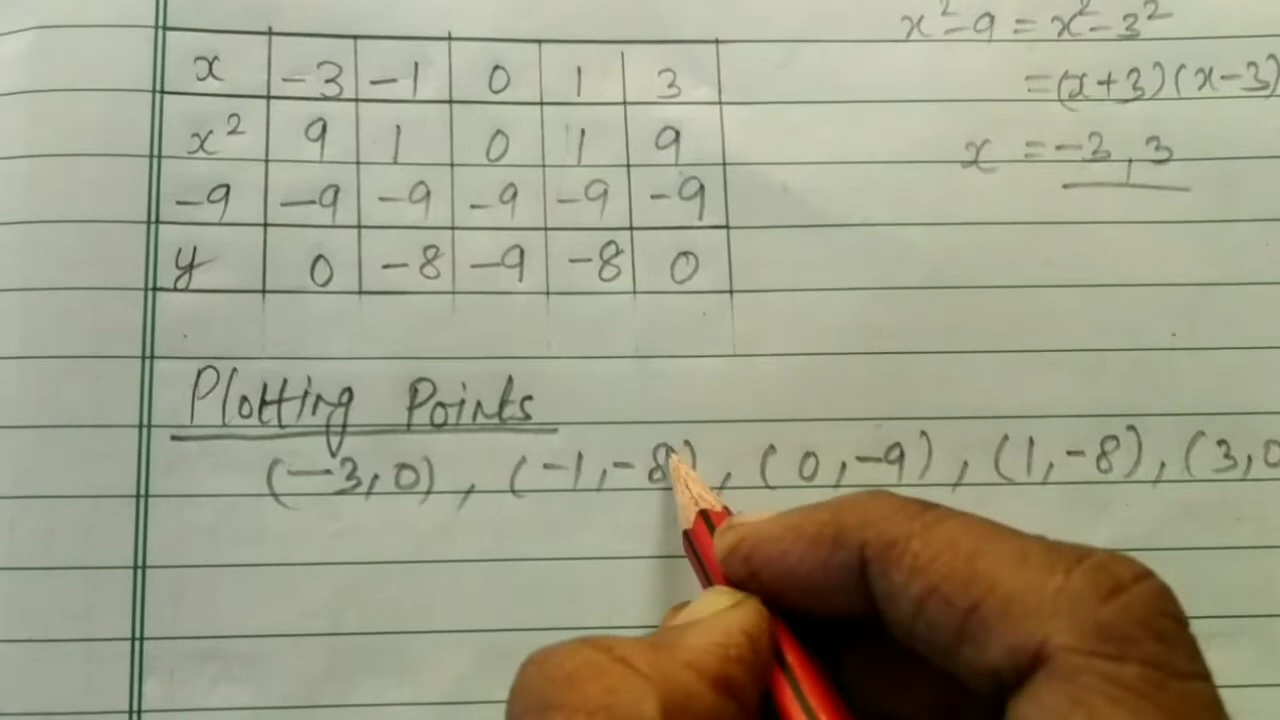 x² - 9 = x² - 3²
= (x+3)(x-3)
x = -3, 3
x -3 -1 0 1 3
x² 9 1 0 1 9
-9 -9 -9 -9 -9 -9
y 0 -8 -9 -8 0
Plotting Points
(-3,0), (-1,-8), (0,-9), (1,-8), (3,0